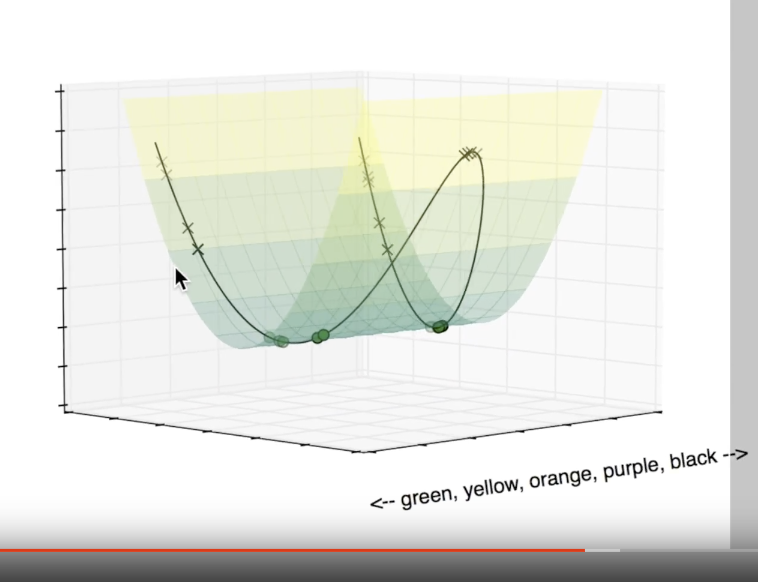 <-- green, yellow, orange, purple, black -->